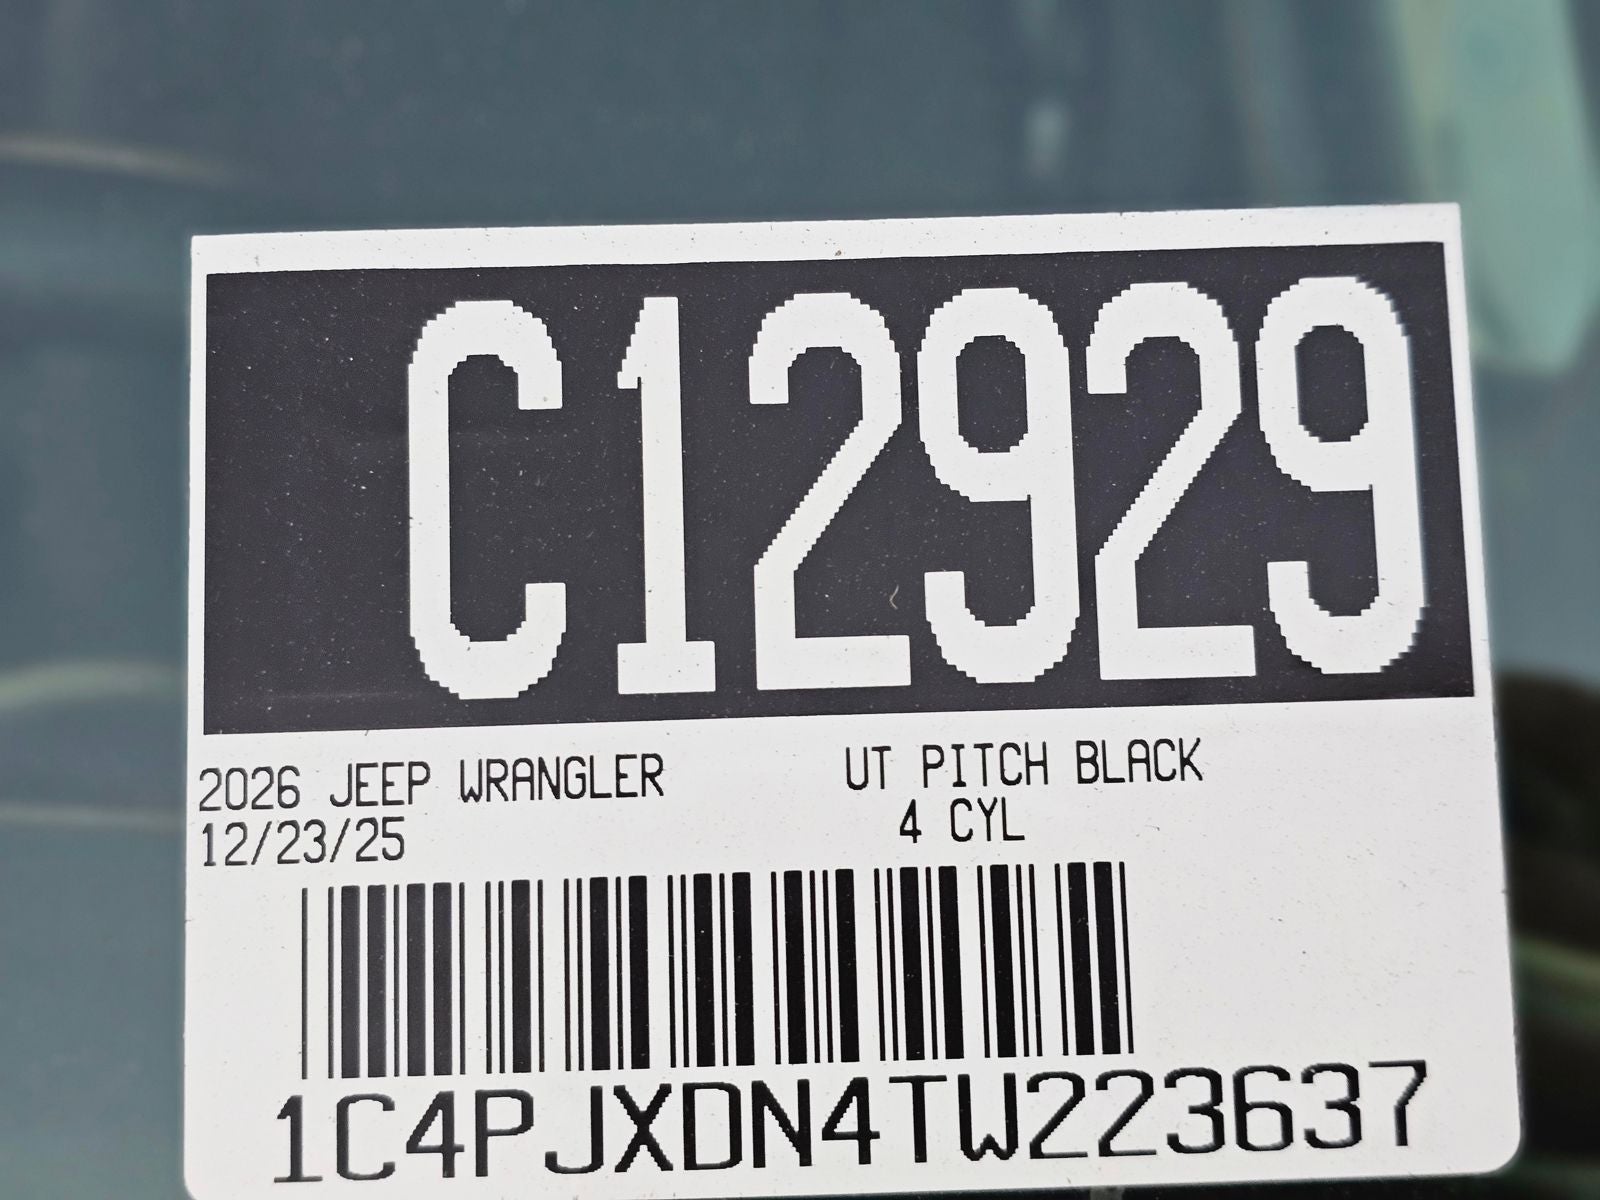 C12929
2026 JEEP WRANGLER UT PITCH BLACK
12/23/25 4 CYL
1C4PJXDN4TW223637